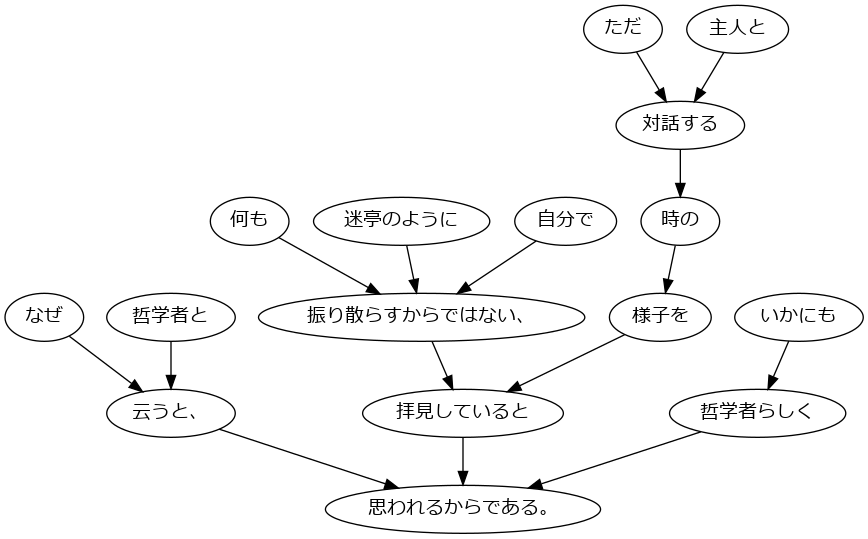 ただ
主人と
対話する
何も
迷亭のように
自分で
時の
なぜ
哲学者と
振り散らすからではない、
様子を
いかにも
云うと、
拝見していると
哲学者らしく
思われるからである。